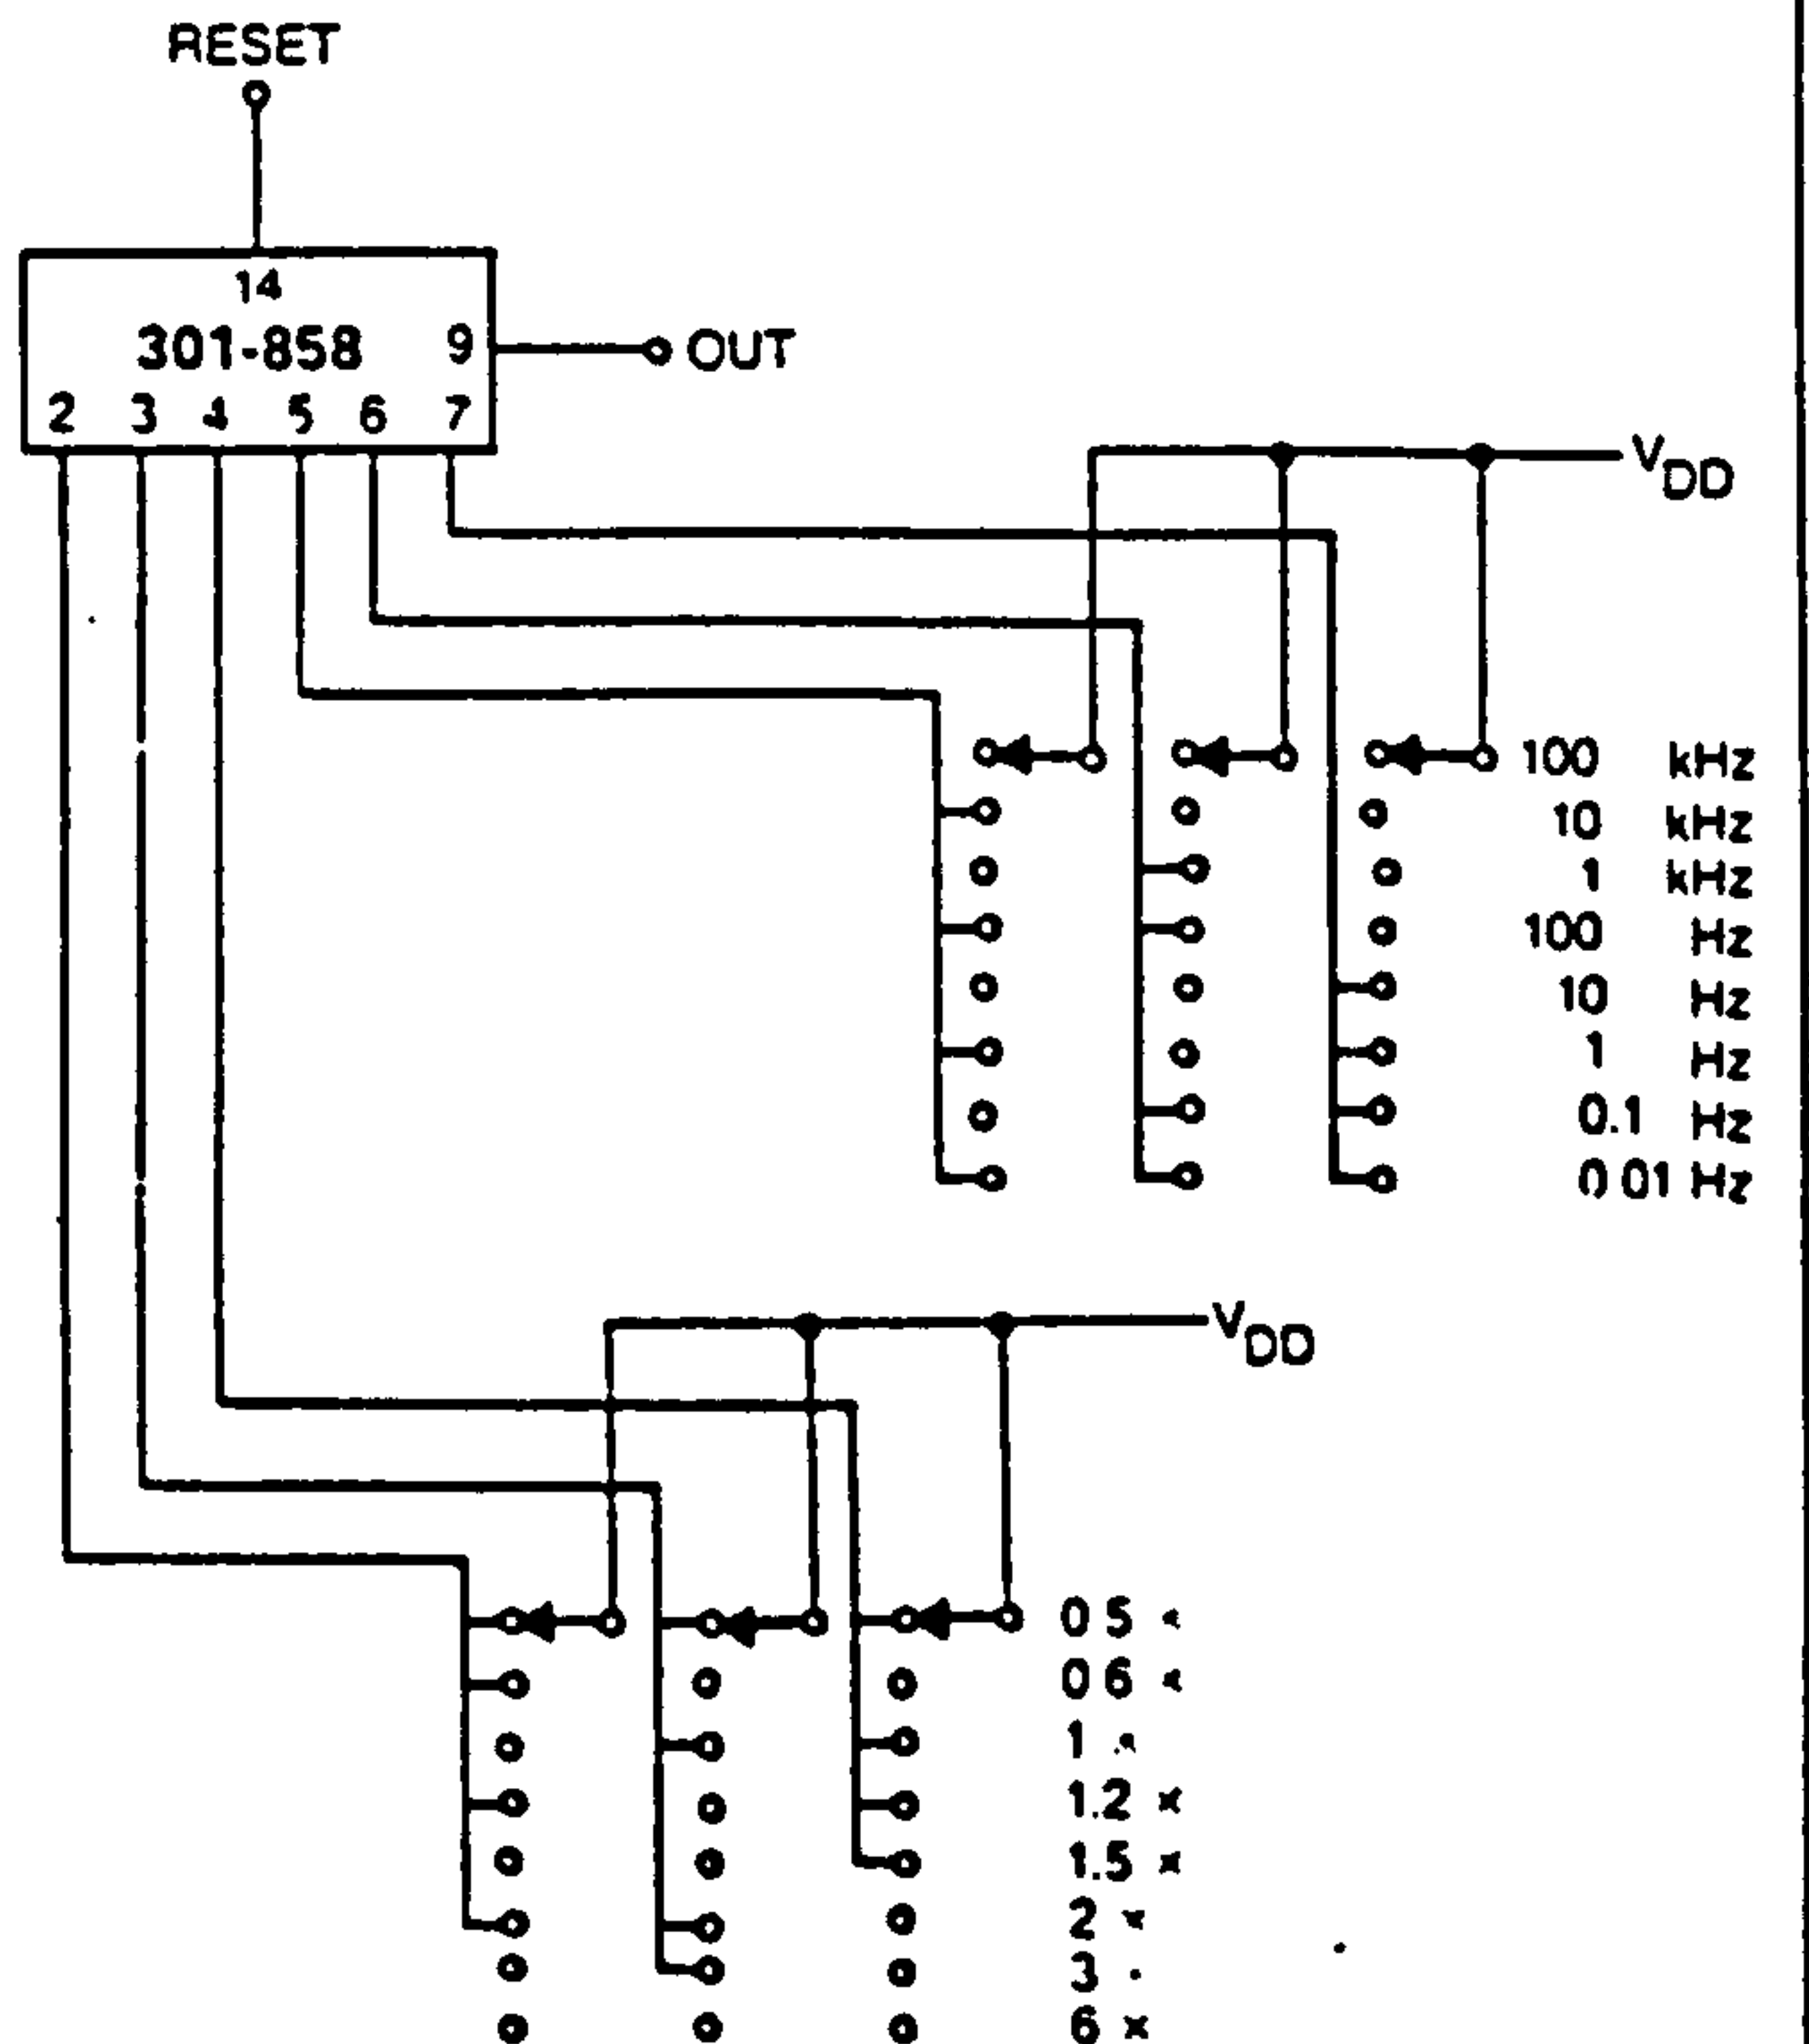 RESET
14
301-858 9
OUT
2 3 4 5 6 7
VDD
100 kHz
10 kHz
1 kHz
100 Hz
10 Hz
1 Hz
0.1 Hz
0 01 Hz
VDD
0 5
0 6
1
1.2 x
1.5 x
2
3
6 x